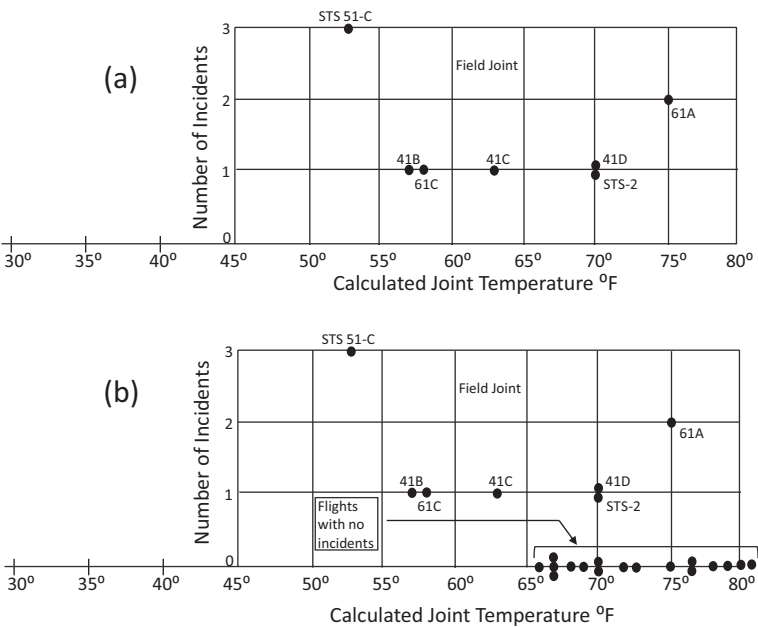 STS 51-C
3
(a)
Field Joint
Number of Incidents
2
61A
41B
41C
41D
1
61C
STS-2
0
30º 35º 40º 45º 50º 55º 60º 65º 70º 75º 80º
Calculated Joint Temperature ºF
STS 51-C
3
(b)
Field Joint
Number of Incidents
2
61A
41B
41C
41D
1
61C
STS-2
Flights
with no
incidents
0
30º 35º 40º 45º 50º 55º 60º 65º 70º 75º 80º
Calculated Joint Temperature ºF